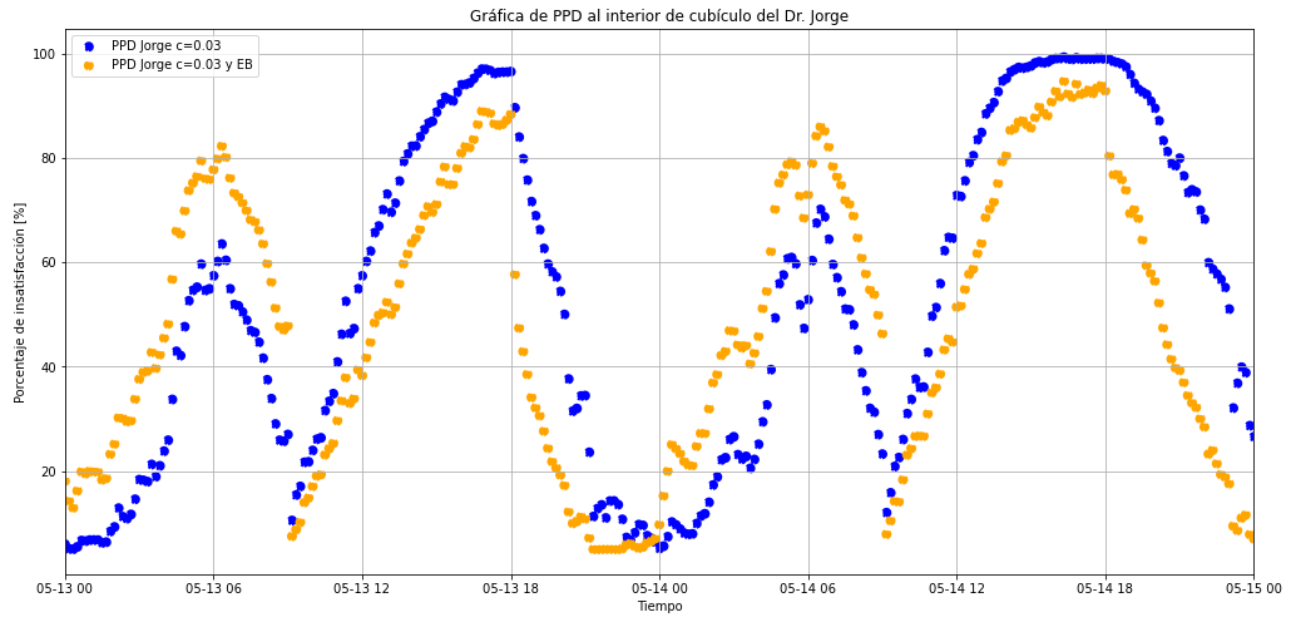 Gráfica de PPD al interior de cubículo del Dr. Jorge
PPD Jorge c=0.03
PPD Jorge c=0.03 y EB
Porcentaje de insatisfacción [%]
100
80
60
40
20
05-13 00
05-13 06
05-13 12
05-13 18
05-14 00
05-14 06
05-14 12
05-14 18
05-15 00
Tiempo